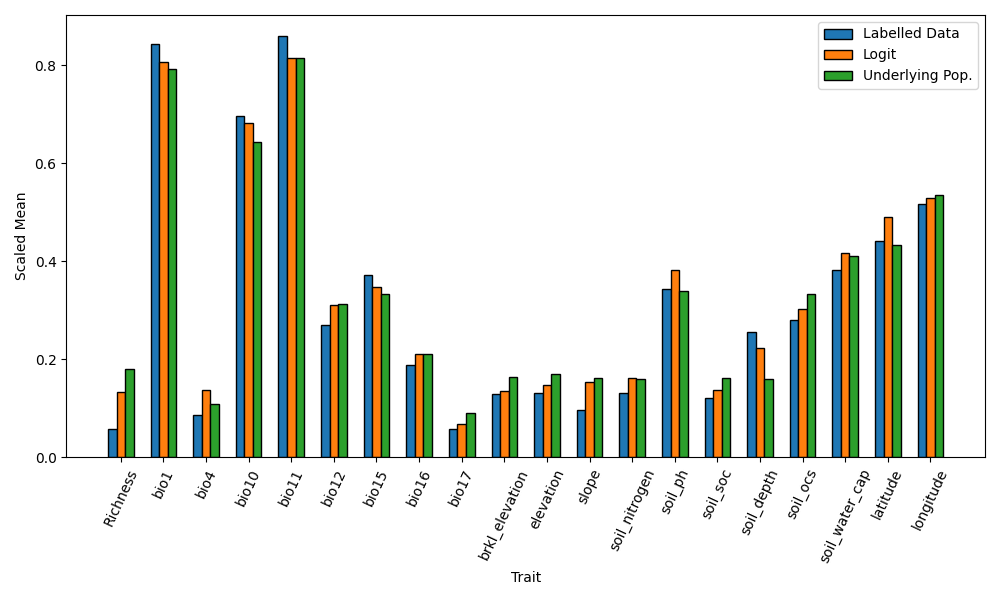 Labelled Data
Logit
Underlying Pop.
Scaled Mean
0.8
0.6
0.4
0.2
0.0
Richness
bio1
bio4
bio10
bio11
bio12
bio15
bio16
bio17
brkl_elevation
elevation
slope
soil_nitrogen
soil_ph
soil_soc
soil_depth
soil_ocs
soil_water_cap
latitude
longitude
Trait